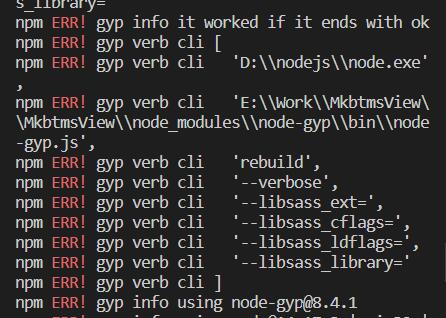 s_library=
npm ERR! gyp info it worked if it ends with ok
npm ERR! gyp verb cli [
npm ERR! gyp verb cli   'D:\\nodejs\\node.exe'
,
npm ERR! gyp verb cli   'E:\\Work\\MkbtmsView\
\MkbtmsView\\node_modules\\node-gyp\\bin\\node
-gyp.js',
npm ERR! gyp verb cli   'rebuild',
npm ERR! gyp verb cli   '--verbose',
npm ERR! gyp verb cli   '--libsass_ext=',
npm ERR! gyp verb cli   '--libsass_cflags=',
npm ERR! gyp verb cli   '--libsass_ldflags=',
npm ERR! gyp verb cli   '--libsass_library='
npm ERR! gyp verb cli ]
npm ERR! gyp info using node-gyp@8.4.1